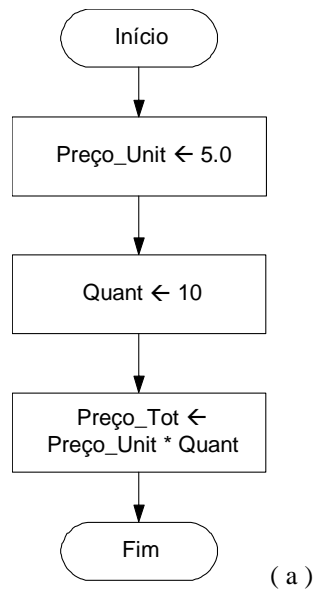 Início
Preço_Unit ← 5.0
Quant ← 10
Preço_Tot ←
Preço_Unit * Quant
Fim
( a )